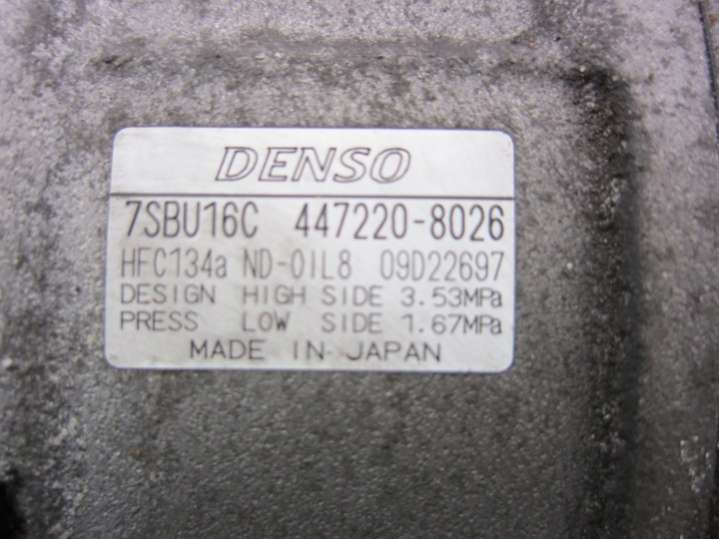 DENSO
7SBU16C 447220-8026
HFC134a ND-OIL8 09D22697
DESIGN HIGH SIDE 3.53MPa
PRESS LOW SIDE 1.67MPa
MADE IN JAPAN